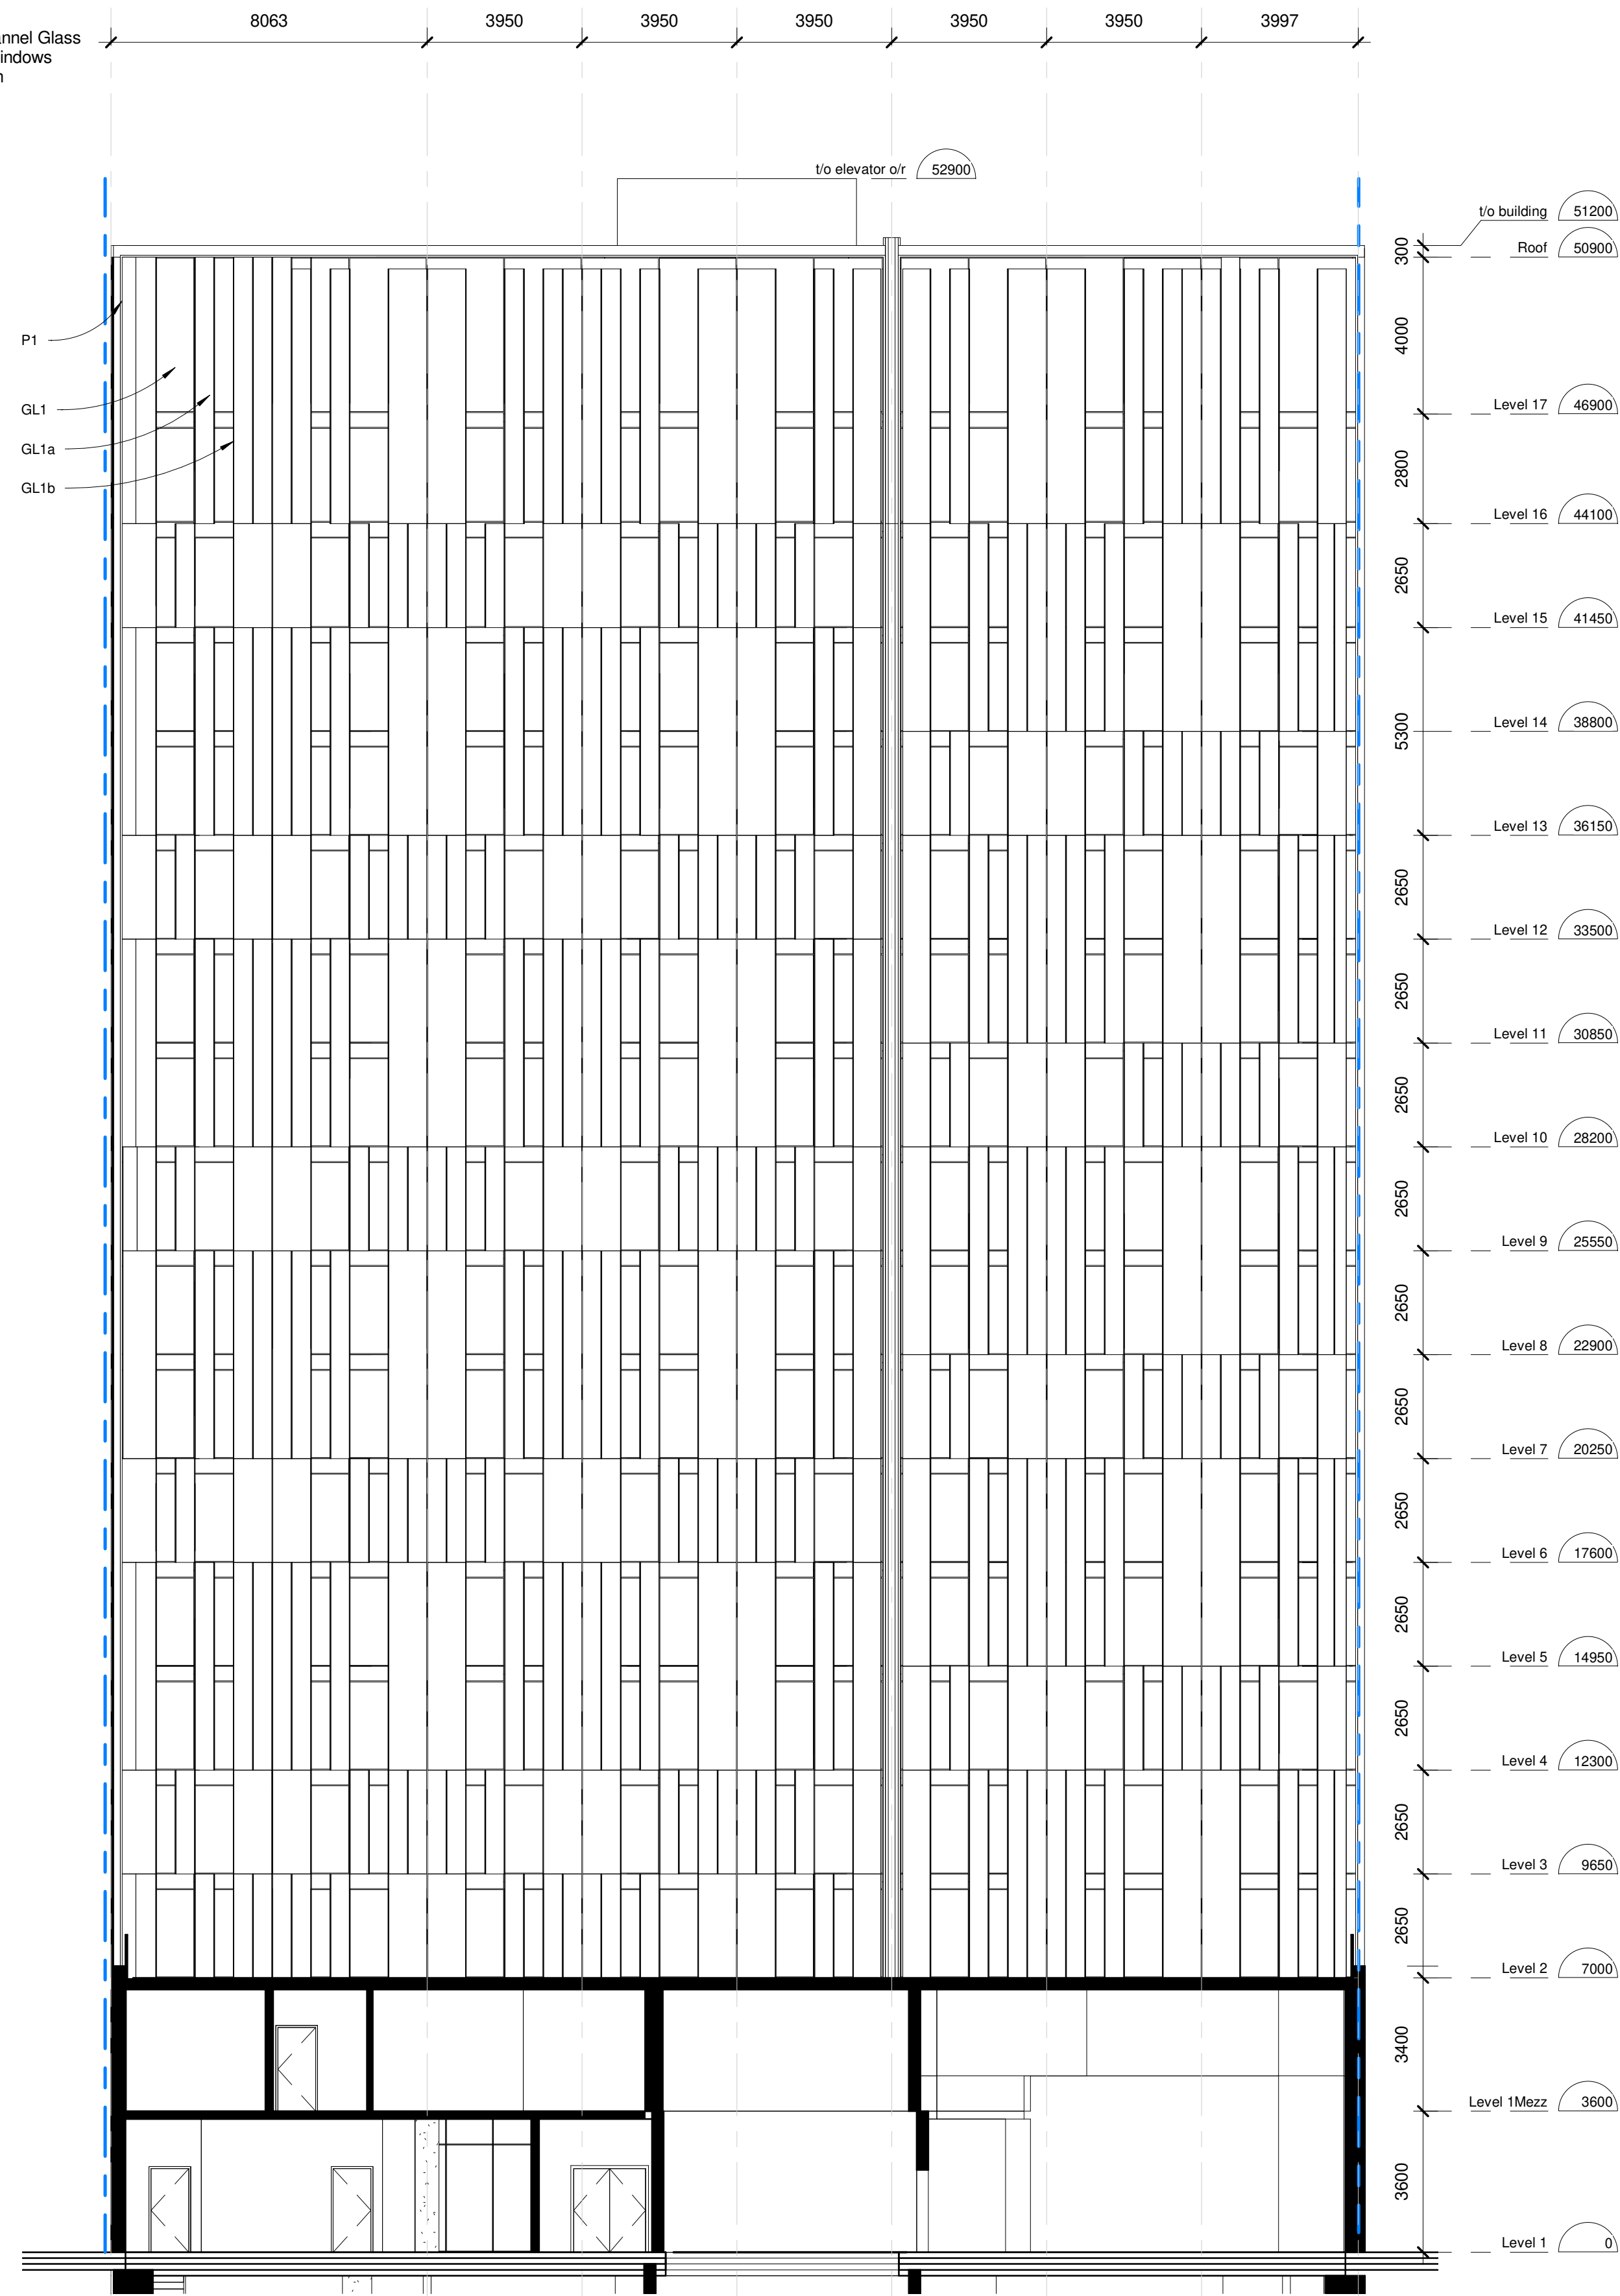 8063 3950 3950 3950 3950 3950 3997
Glass
t/o elevator o/r 52900
t/o building 51200
300 Roof 50900
P1
4000
GL1
Level 17 46900
GL1a
2800
GL1b
Level 16 44100
2650
Level 15 41450
5300 Level 14 38800
Level 13 36150
2650
Level 12 33500
2650
Level 11 30850
2650
Level 10 28200
2650
Level 9 25550
2650
Level 8 22900
2650
Level 7 20250
2650
Level 6 17600
2650
Level 5 14950
2650
Level 4 12300
2650
Level 3 9650
2650
Level 2 7000
3400
Level 1Mezz 3600
3600
Level 1 0